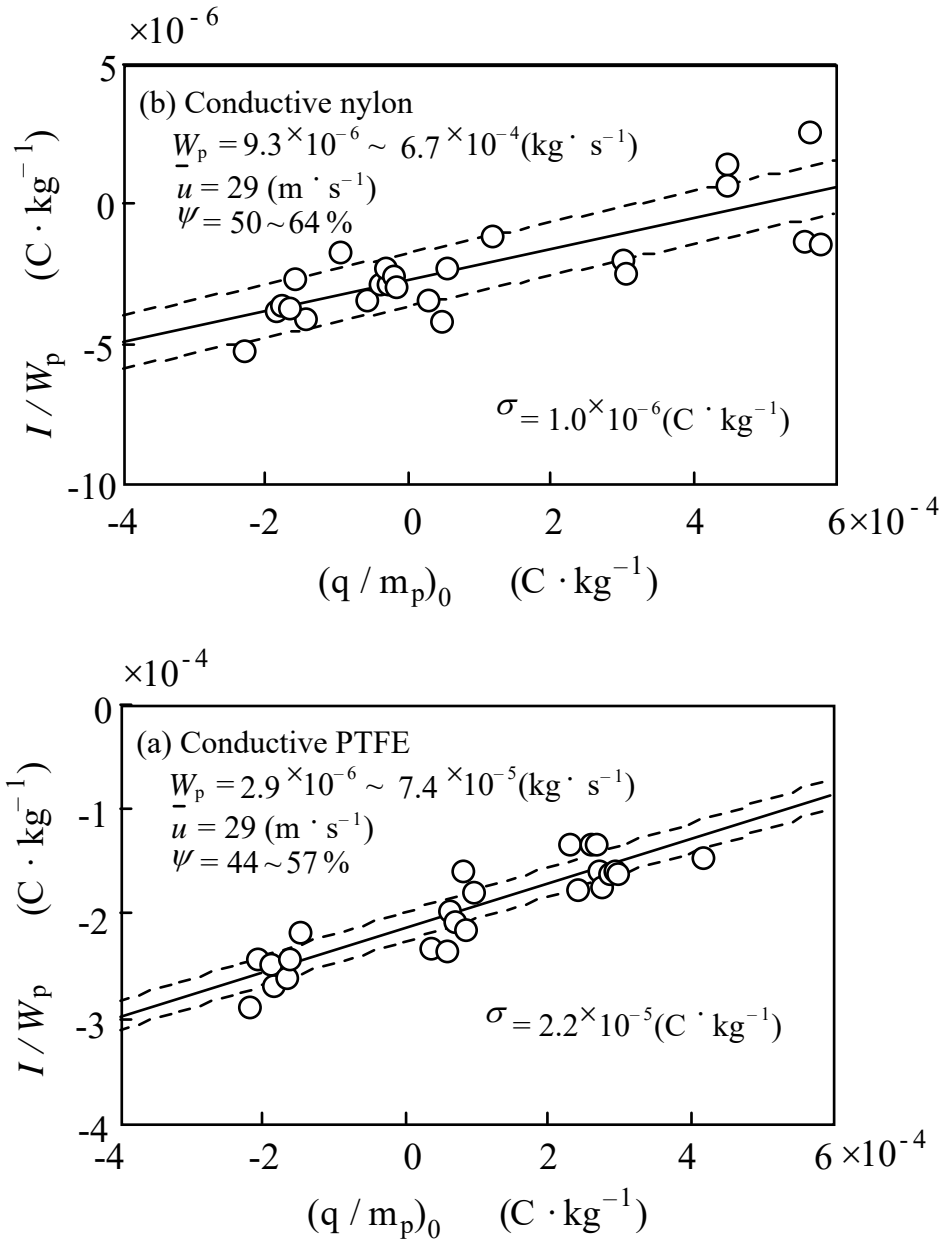 ×10⁻⁶
5
(b) Conductive nylon
W̄p = 9.3×10⁻⁶ ~ 6.7×10⁻⁴(kg · s⁻¹)
ū = 29 (m · s⁻¹)
ψ = 50~64 %
0
-5
-10
I / Wp (C · kg⁻¹)
σ = 1.0×10⁻⁶(C · kg⁻¹)
-4 -2 0 2 4 6×10⁻⁴
(q / mp)0 (C · kg⁻¹)
×10⁻⁴
0
(a) Conductive PTFE
Wp = 2.9×10⁻⁶ ~ 7.4×10⁻⁵(kg · s⁻¹)
ū = 29 (m · s⁻¹)
ψ = 44~57 %
-1
-2
-3
-4
I / Wp (C · kg⁻¹)
σ = 2.2×10⁻⁵(C · kg⁻¹)
-4 -2 0 2 4 6×10⁻⁴
(q / mp)0 (C · kg⁻¹)